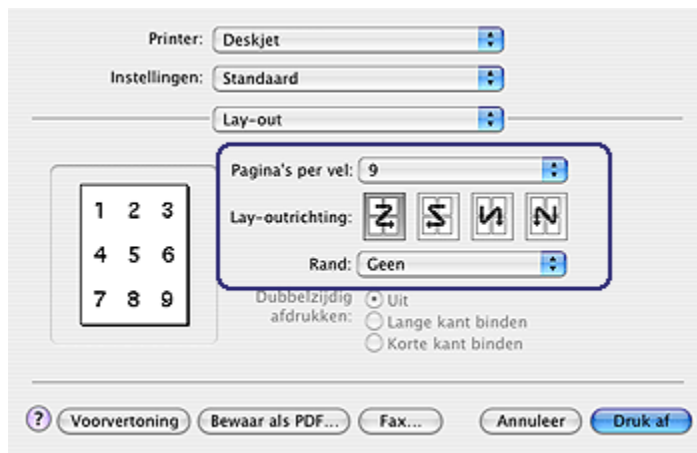 Printer: Deskjet
Instellingen: Standaard
Lay-out
Pagina's per vel: 9
Lay-outrichting:
Rand: Geen
1 2 3
4 5 6
7 8 9
Dubbelzijdig afdrukken: Uit
Lange kant binden
Korte kant binden
? Voorvertoning Bewaar als PDF... Fax... Annuleer Druk af